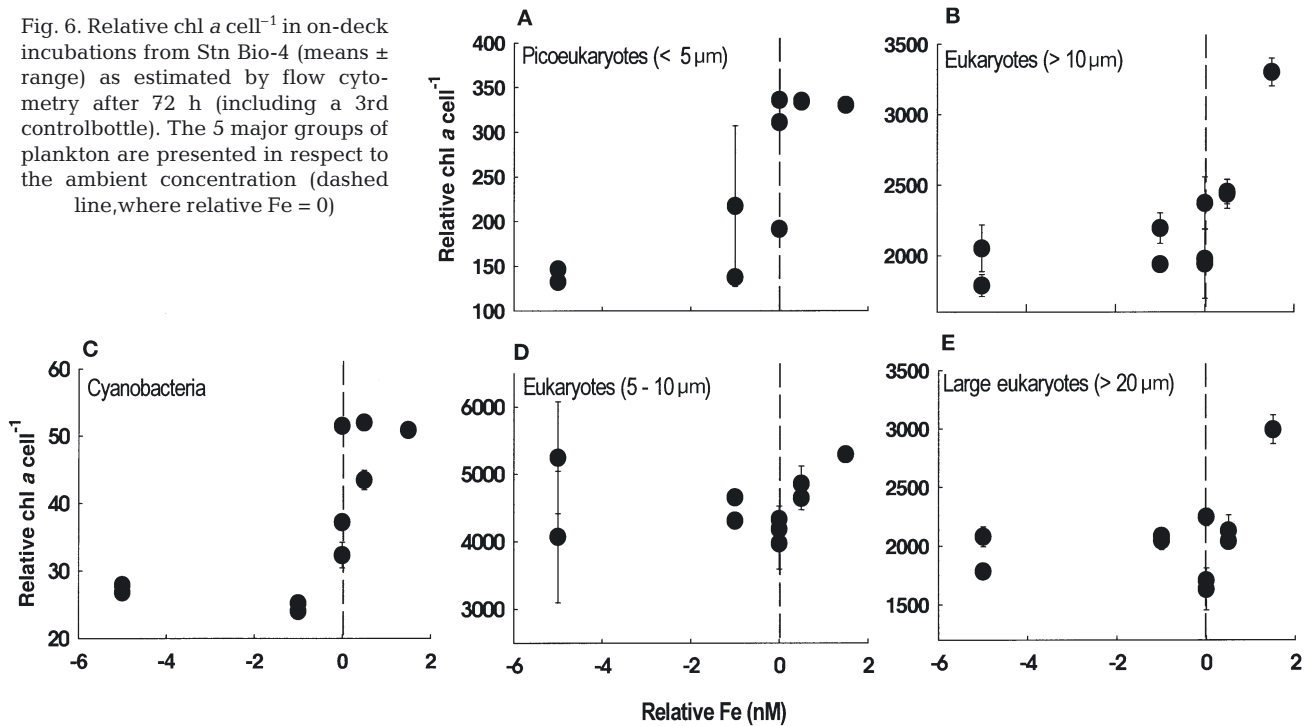 Fig. 6. Relative chl a cell⁻¹ in on-deck
incubations from Stn Bio-4 (means ±
range) as estimated by flow cyto-
metry after 72 h (including a 3rd
controlbottle). The 5 major groups of
plankton are presented in respect to
the ambient concentration (dashed
line,where relative Fe = 0)
A
Picoeukaryotes (< 5 µm)
Relative chl a cell⁻¹
400
350
300
250
200
150
100
-6 -4 -2 0 2
B
Eukaryotes (> 10 µm)
3500
3000
2500
2000
C
Cyanobacteria
Relative chl a cell⁻¹
60
50
40
30
20
-6 -4 -2 0 2
D
Eukaryotes (5 - 10 µm)
6000
5000
4000
3000
-6 -4 -2 0 2
E
Large eukaryotes (> 20 µm)
3500
3000
2500
2000
1500
-6 -4 -2 0 2
Relative Fe (nM)